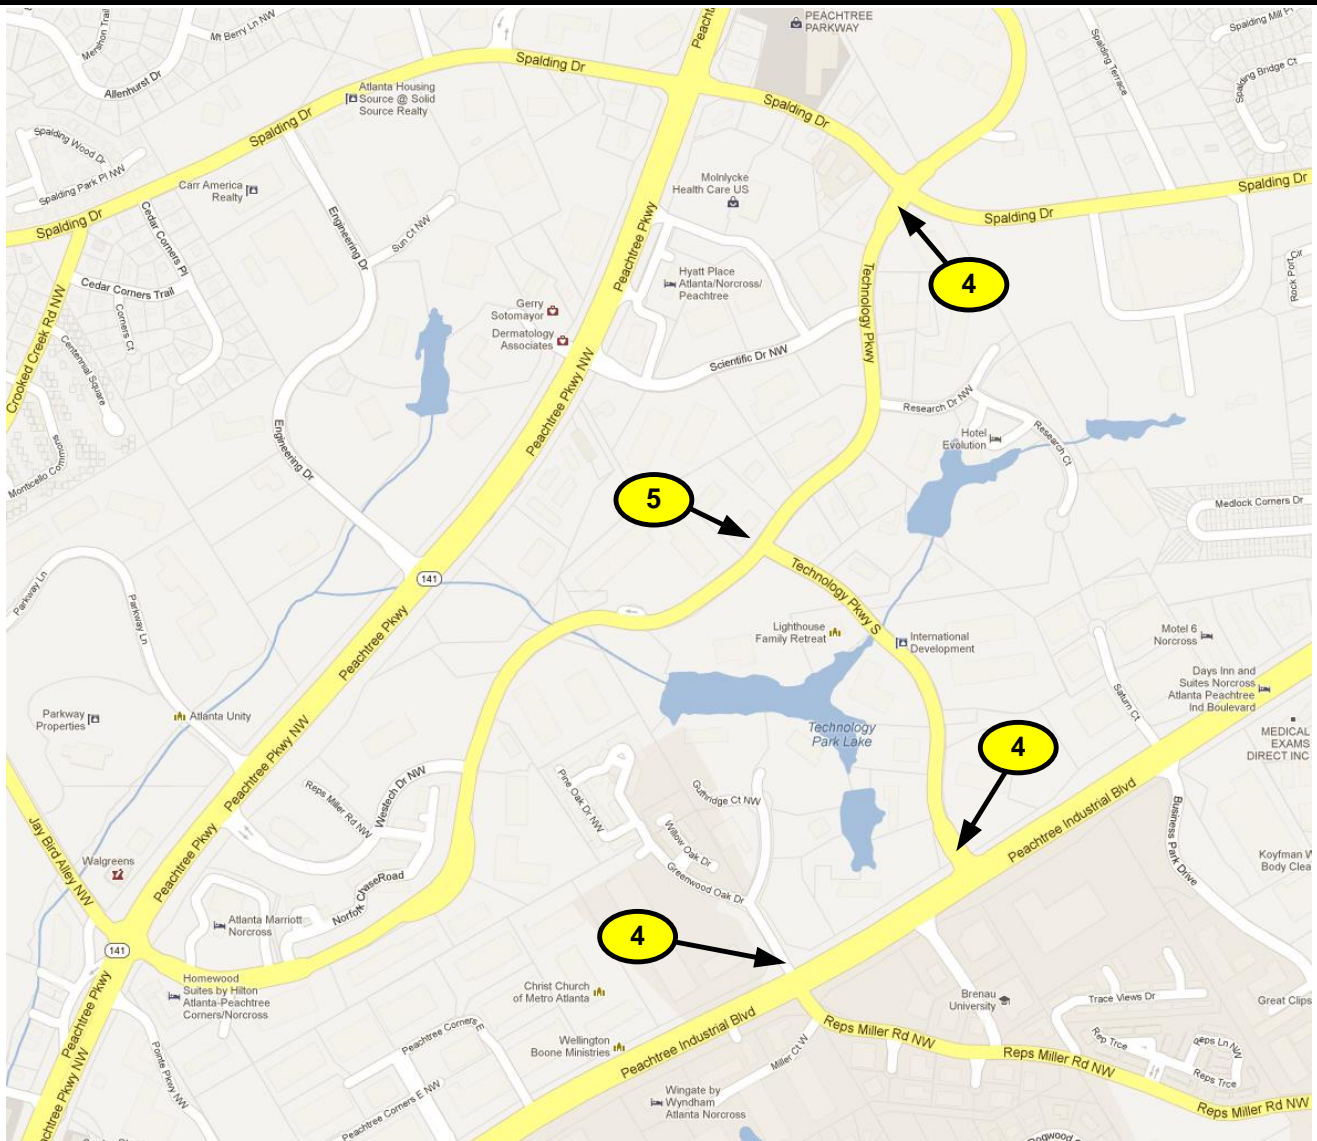 Mershon Trail
Mt Berry Ln NW
Allenhurst Dr
Peachtr
PEACHTREE
PARKWAY
Spalding Mill Pl
Spalding Terrace
Spalding Bridge Ct
Spalding Dr
Atlanta Housing
Source @ Solid
Source Realty
Spalding Dr
Spalding Dr
Spalding Wood Dr
Spalding Park Pl NW
Carr America
Realty
Molnlycke
Health Care US
Spalding Dr
Spalding Dr
Spalding Dr
Cedar Corners Pl
Engineering Dr
Sun Ct NW
Peachtree Pkwy
4
Technology Pkwy
Rock Port Cir
Cedar Corners Trail
Corners Ct
Crooked Creek Rd NW
Centennial Square
Hyatt Place
Atlanta/Norcross/
Peachtree
Gerry
Sotomayor
Dermatology
Associates
Scientific Dr NW
Peachtree Pkwy NW
Research Dr NW
Research Ct
Hotel
Evolution
Engineering Dr
Monticello Commons
5
Medlock Corners Dr
141
Parkway Ln
Parkway Ln
Peachtree Pkwy
Technology Pkwy S
Lighthouse
Family Retreat
International
Development
Motel 6
Norcross
Days Inn and
Suites Norcross
Atlanta Peachtree
Ind Boulevard
Saturn Ct
Parkway
Properties
Atlanta Unity
Peachtree Pkwy NW
Technology
Park Lake
4
MEDICAL
EXAMS
DIRECT INC
Reps Miller Rd NW
Westech Dr NW
Pine Oak Dr NW
Guthridge Ct NW
Willow Oak Dr
Greenwood Oak Dr
Peachtree Industrial Blvd
Business Park Drive
Jay Bird Alley NW
Walgreens
Peachtree Pkwy
Koyfman W
Body Clea
Norfolk Chase Road
Atlanta Marriott
Norcross
4
141
Homewood
Suites by Hilton
Atlanta-Peachtree
Corners/Norcross
Christ Church
of Metro Atlanta
Brenau
University
Trace Views Dr
Great Clips
Peachtree Pkwy
Peachtree Corners E
Wellington
Boone Ministries
Peachtree Industrial Blvd
Miller Ct W
Reps Miller Rd NW
Reps Miller Rd NW
Rep Trce
Reps Ln NW
Reps Trce
Pointe Pkwy NW
Peachtree Corners E NW
Wingate by
Wyndham
Atlanta Norcross
chtree Pkwy NW
Reps Miller Rd NW